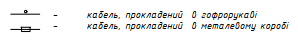 – кабель, прокладений в гофрорукаві
– кабель, прокладений в металевому коробі